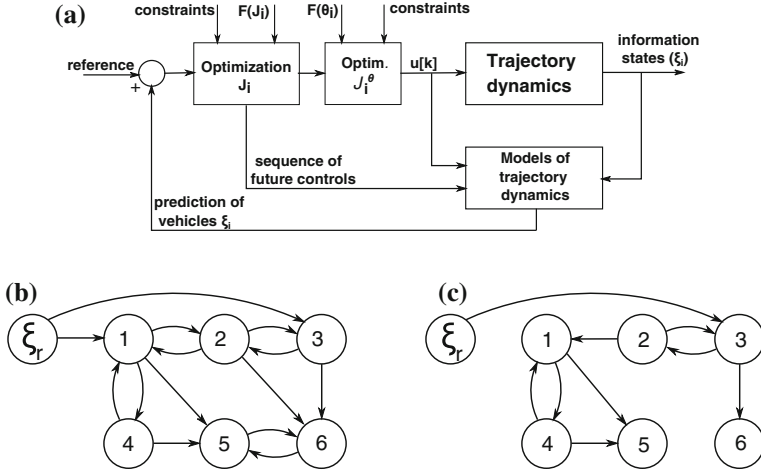 (a)
constraints F(Jᵢ) F(θᵢ) constraints
reference
+
Optimization
Jᵢ
Optim.
𝒥ᵢ^θ
u[k]
Trajectory
dynamics
information
states (ξᵢ)
sequence of
future controls
Models of
trajectory
dynamics
prediction of
vehicles ξᵢ
(b)
ξᵣ 1 2 3
4 5 6
(c)
ξᵣ 1 2 3
4 5 6